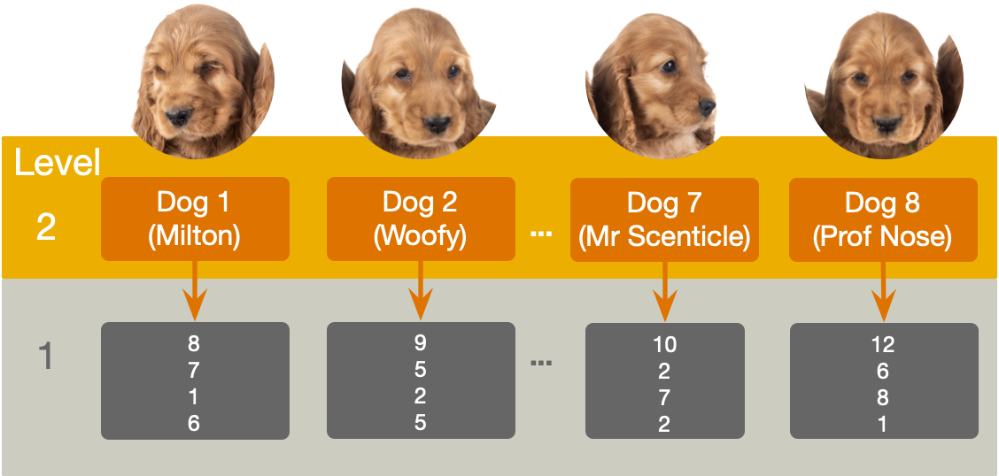 Level
2
Dog 1
(Milton)
Dog 2
(Woofy)
...
Dog 7
(Mr Scenticle)
Dog 8
(Prof Nose)
1
8
7
1
6
9
5
2
5
...
10
2
7
2
12
6
8
1